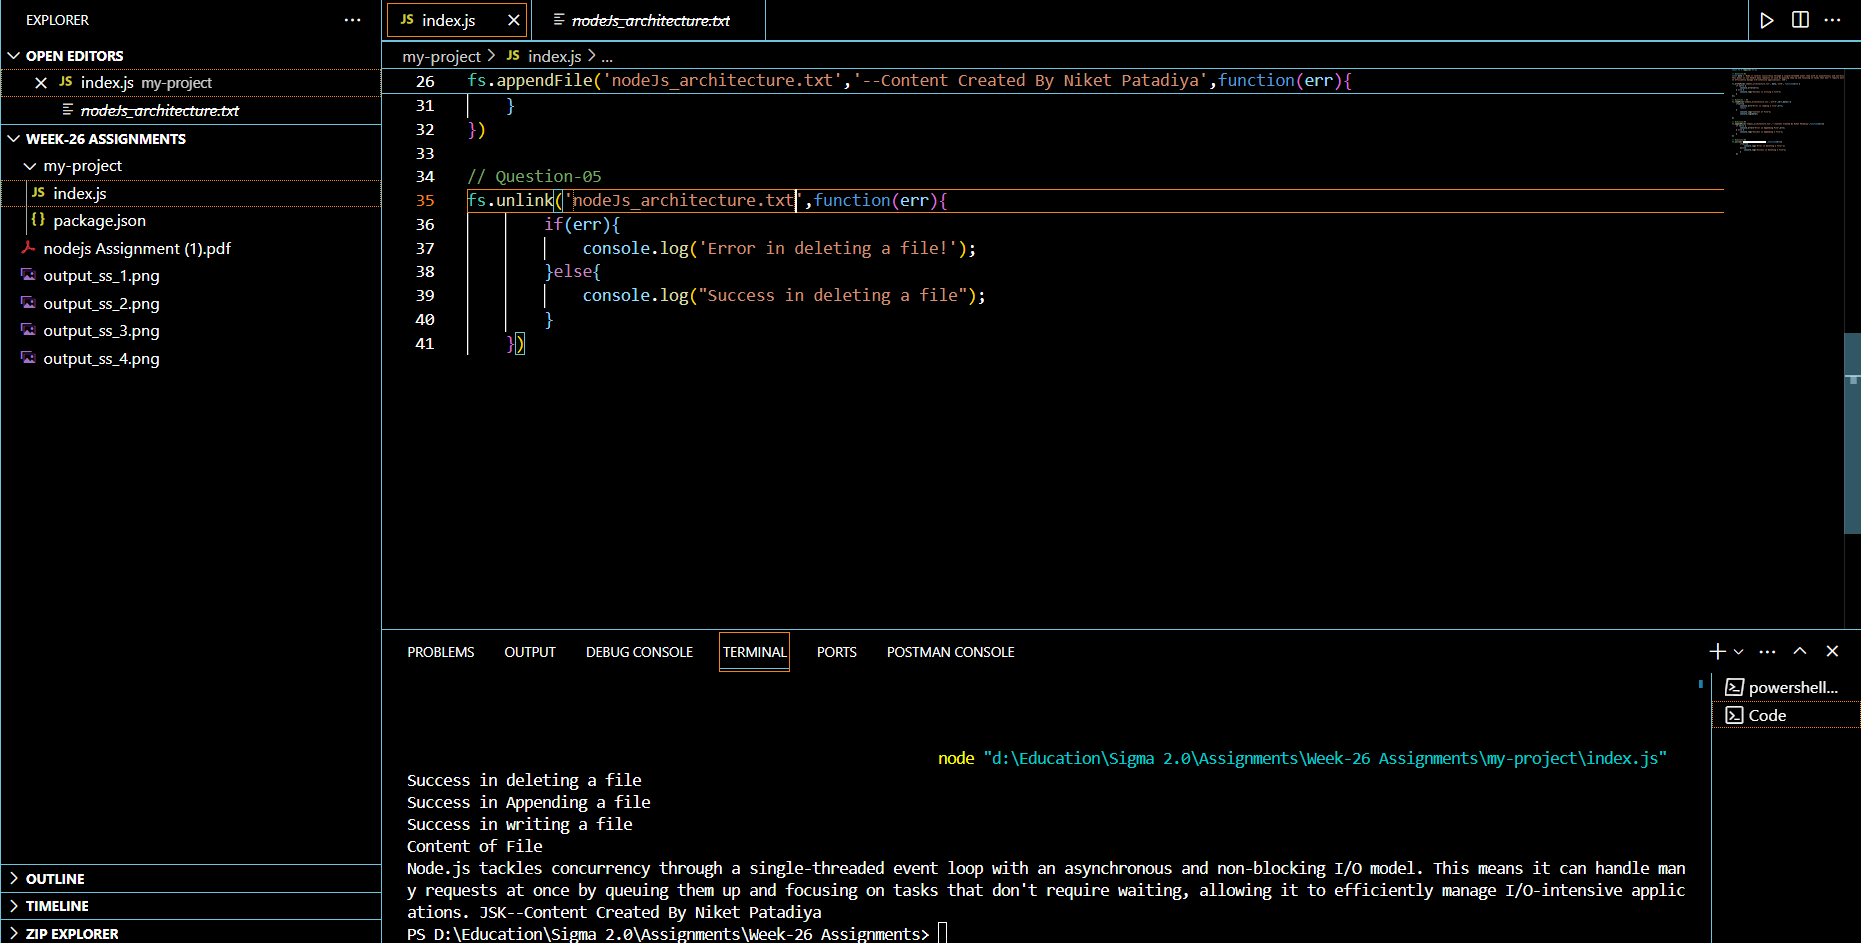 EXPLORER
OPEN EDITORS
JS index.js my-project
nodeJs_architecture.txt
WEEK-26 ASSIGNMENTS
my-project
JS index.js
{} package.json
nodejs Assignment (1).pdf
output_ss_1.png
output_ss_2.png
output_ss_3.png
output_ss_4.png
OUTLINE
TIMELINE
ZIP EXPLORER
JS index.js
nodeJs_architecture.txt
my-project > JS index.js > ...
26 fs.appendFile('nodeJs_architecture.txt','--Content Created By Niket Patadiya',function(err){
31 }
32 })
33
34 // Question-05
35 fs.unlink('nodeJs_architecture.txt',function(err){
36 if(err){
37 console.log('Error in deleting a file!');
38 }else{
39 console.log("Success in deleting a file");
40 }
41 })
PROBLEMS OUTPUT DEBUG CONSOLE TERMINAL PORTS POSTMAN CONSOLE
powershell...
Code
node "d:\Education\Sigma 2.0\Assignments\Week-26 Assignments\my-project\index.js"
Success in deleting a file
Success in Appending a file
Success in writing a file
Content of File
Node.js tackles concurrency through a single-threaded event loop with an asynchronous and non-blocking I/O model. This means it can handle man
y requests at once by queuing them up and focusing on tasks that don't require waiting, allowing it to efficiently manage I/O-intensive applic
ations. JSK--Content Created By Niket Patadiya
PS D:\Education\Sigma 2.0\Assignments\Week-26 Assignments>